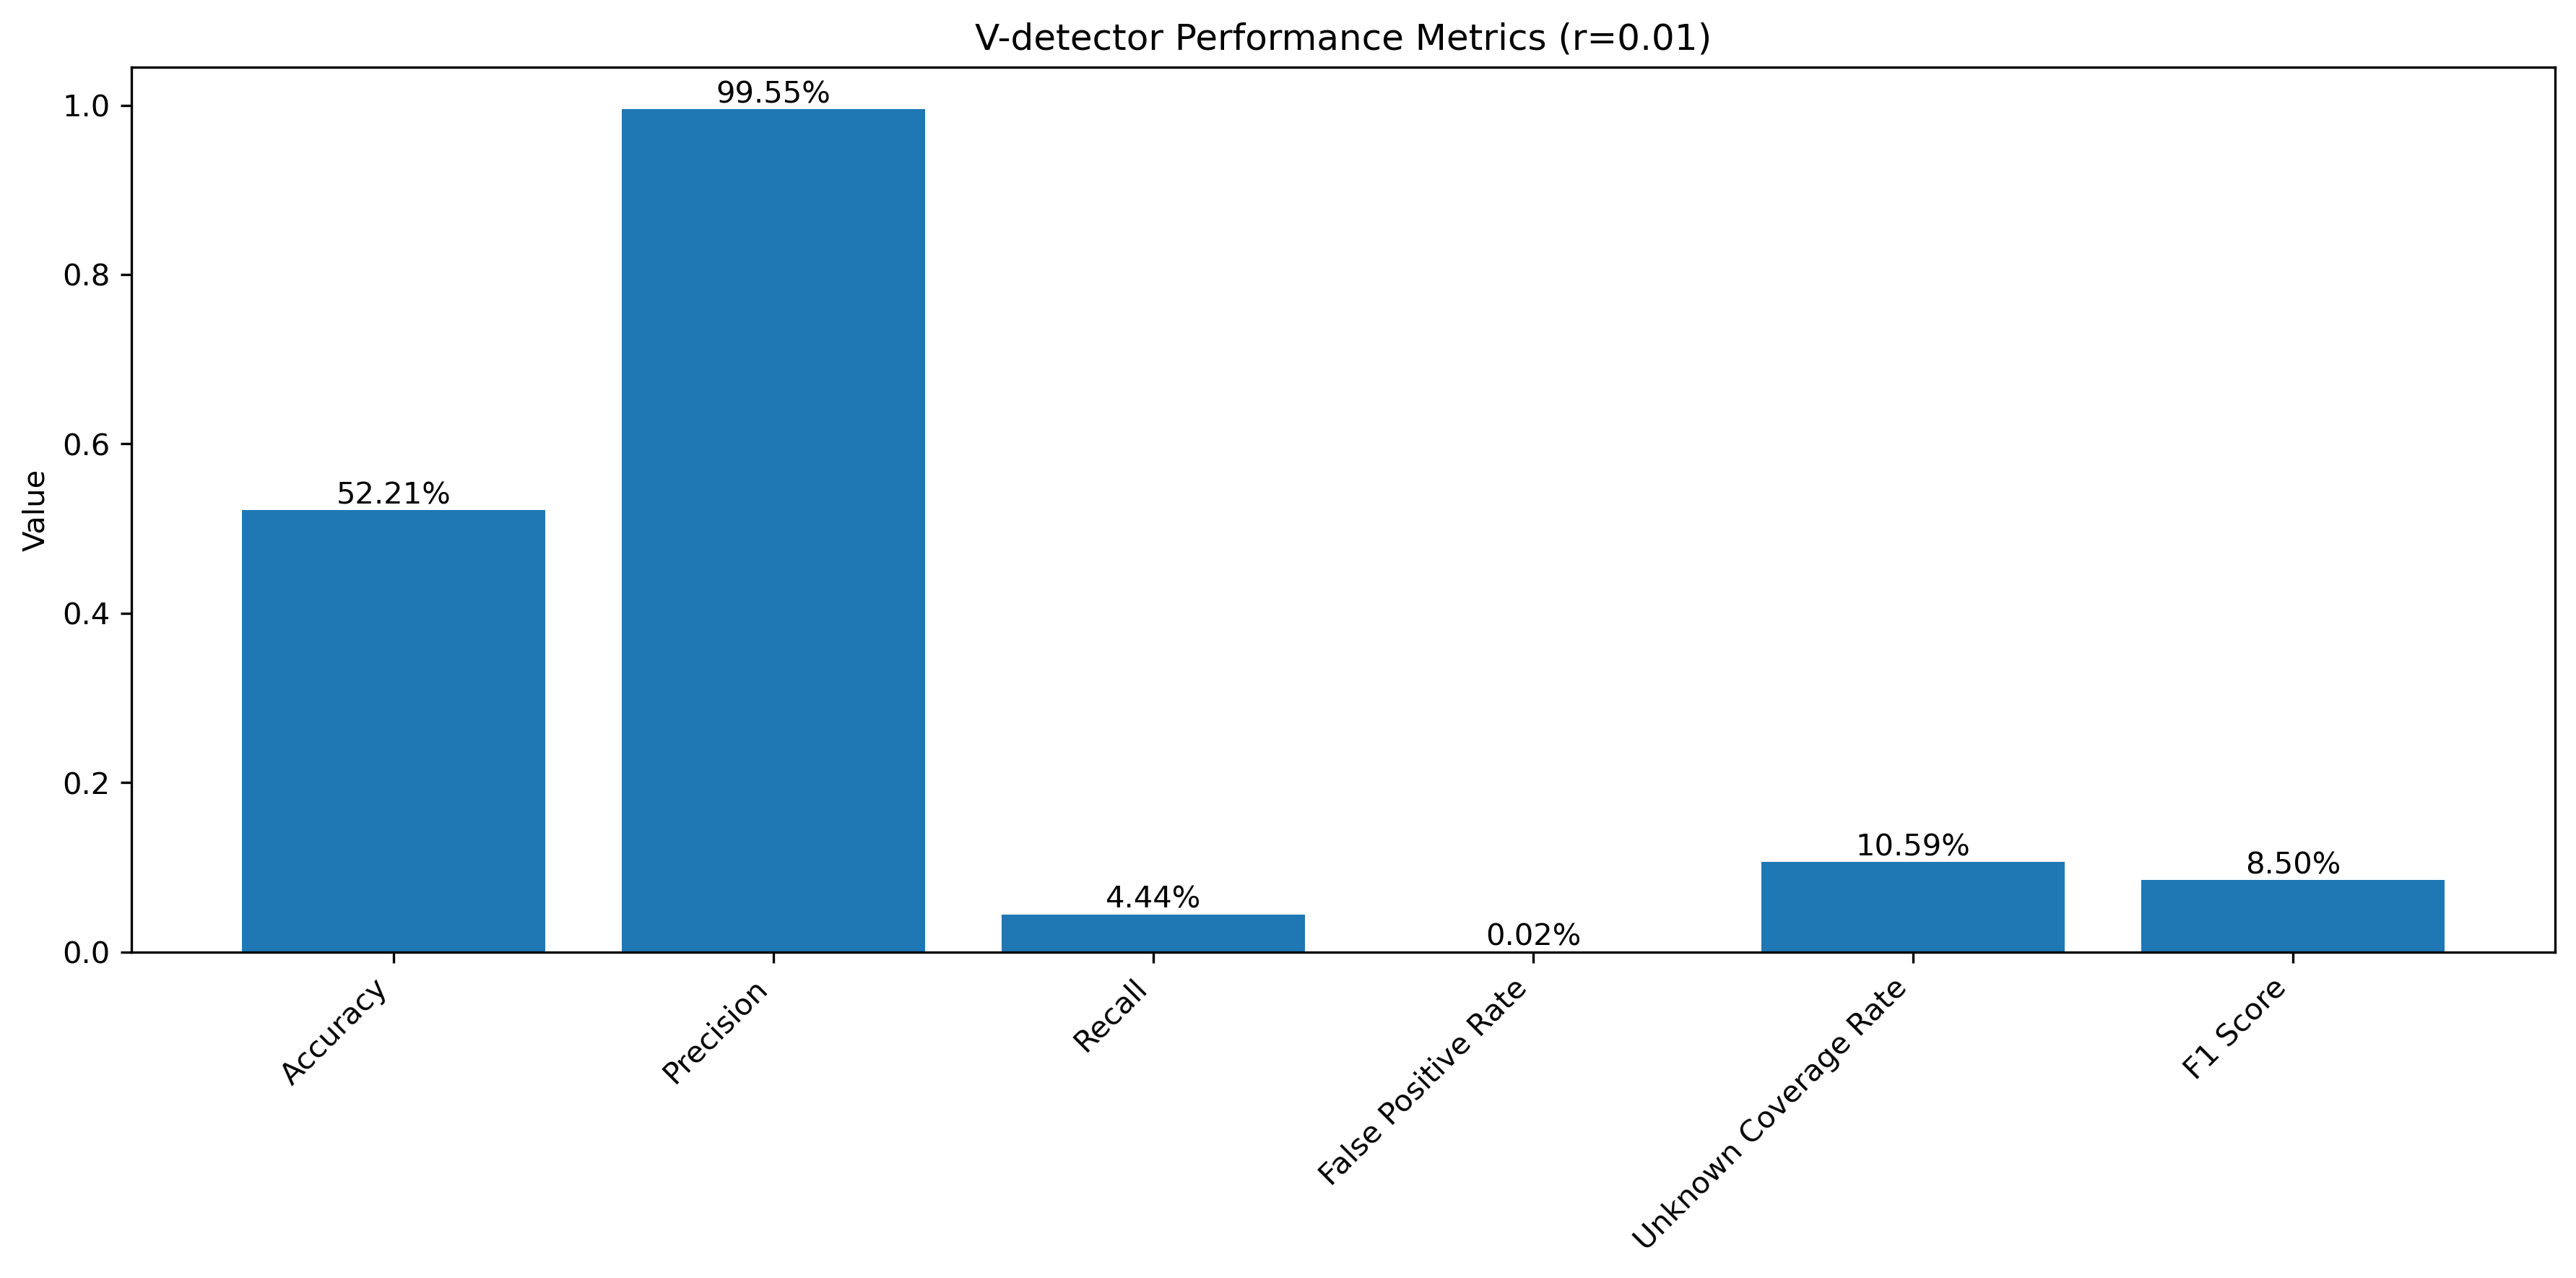 V-detector Performance Metrics (r=0.01)
Value
1.0
0.8
0.6
0.4
0.2
0.0
52.21%
99.55%
4.44%
0.02%
10.59%
8.50%
Accuracy
Precision
Recall
False Positive Rate
Unknown Coverage Rate
F1 Score